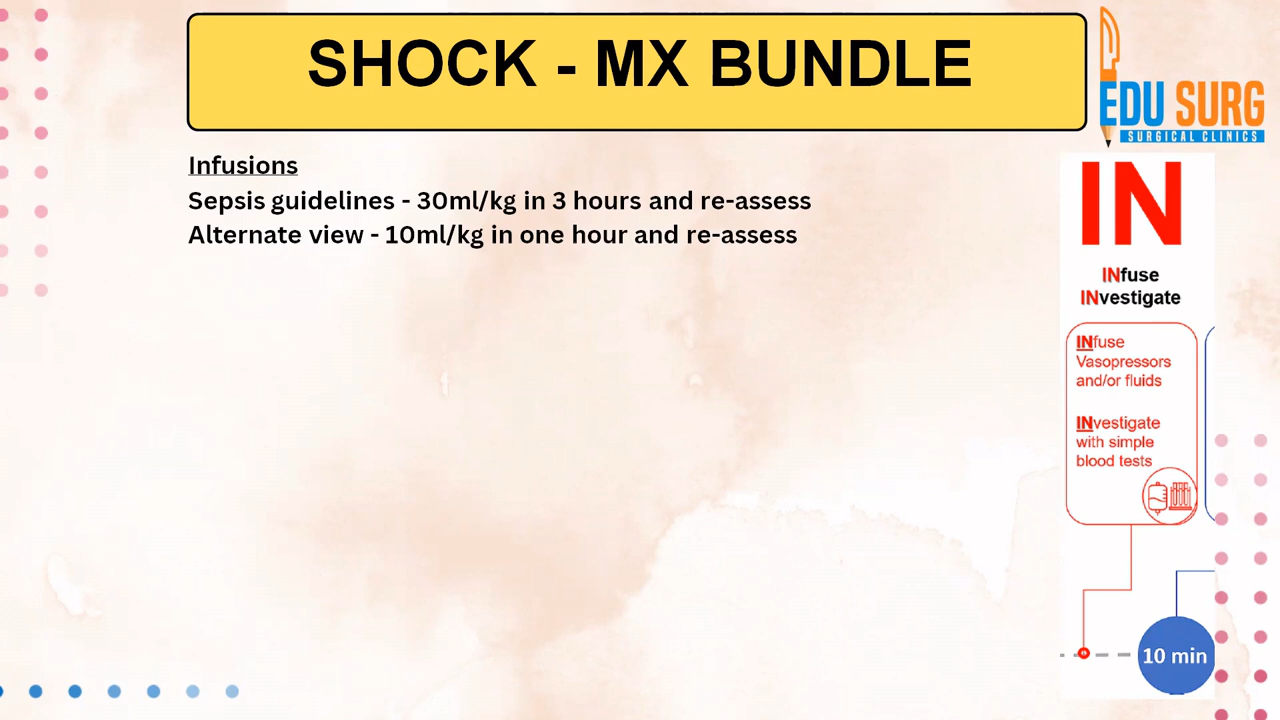 SHOCK - MX BUNDLE
EDU SURG
SURGICAL CLINICS
Infusions
Sepsis guidelines - 30ml/kg in 3 hours and re-assess
Alternate view - 10ml/kg in one hour and re-assess
IN
INfuse
INvestigate
INfuse
Vasopressors
and/or fluids
INvestigate
with simple
blood tests
10 min